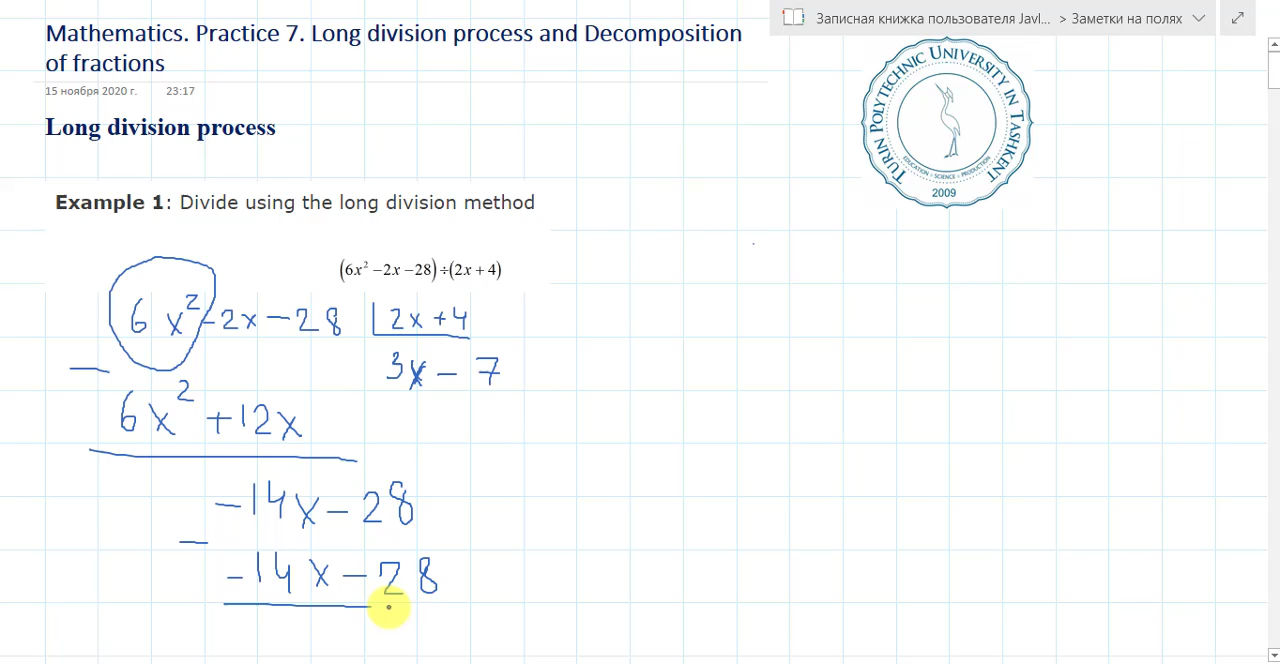 Записная книжка пользователя Javl... > Заметки на полях
Mathematics. Practice 7. Long division process and Decomposition
of fractions
15 ноября 2020 г. 23:17
TURIN POLYTECHNIC UNIVERSITY IN TASHKENT
EDUCATION • SCIENCE • PRODUCTION
2009
Long division process
Example 1: Divide using the long division method
(6x² − 2x − 28) ÷ (2x + 4)
6x² - 2x - 28 | 2x + 4
3x - 7
−
6x² + 12x
-14x - 28
−
-14x - 28